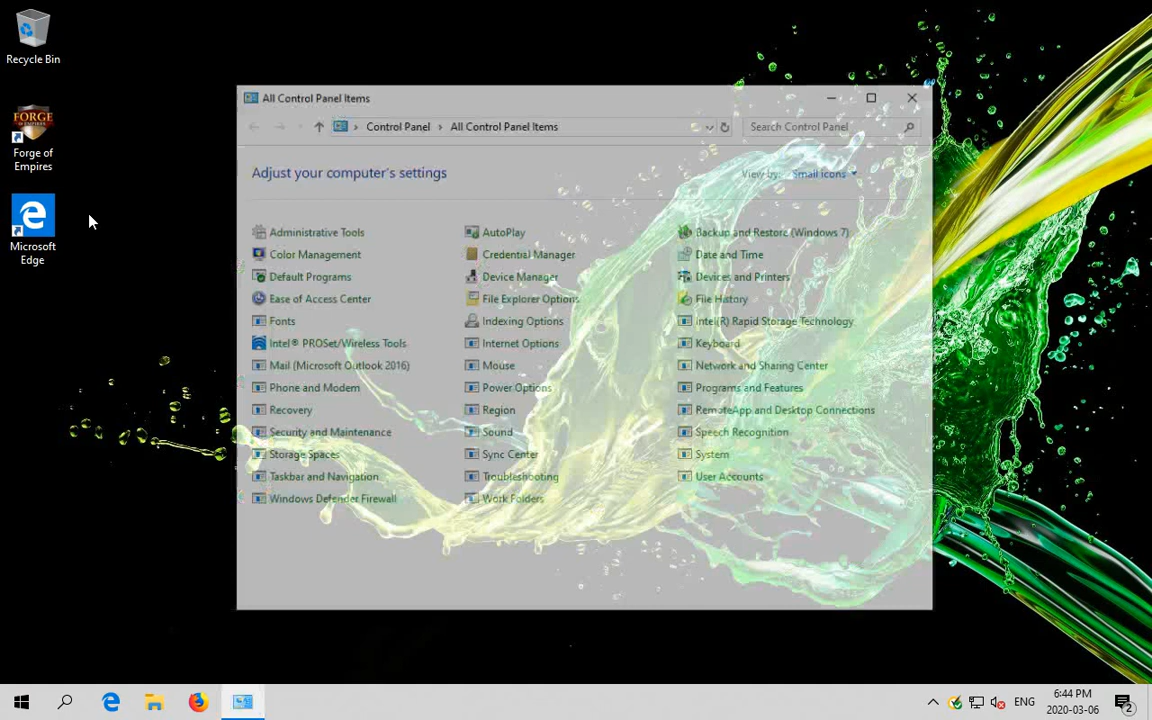 Recycle Bin
FORGE
OF EMPIRES
Forge of
Empires
Microsoft
Edge
All Control Panel Items
Control Panel > All Control Panel Items
Search Control Panel
Adjust your computer's settings
View by: Small icons
Administrative Tools
AutoPlay
Backup and Restore (Windows 7)
Color Management
Credential Manager
Date and Time
Default Programs
Device Manager
Devices and Printers
Ease of Access Center
File Explorer Options
File History
Fonts
Indexing Options
Intel(R) Rapid Storage Technology
Intel® PROSet/Wireless Tools
Internet Options
Keyboard
Mail (Microsoft Outlook 2016)
Mouse
Network and Sharing Center
Phone and Modem
Power Options
Programs and Features
Recovery
Region
RemoteApp and Desktop Connections
Security and Maintenance
Sound
Speech Recognition
Storage Spaces
Sync Center
System
Taskbar and Navigation
Troubleshooting
User Accounts
Windows Defender Firewall
Work Folders
ENG
6:44 PM
2020-03-06
2